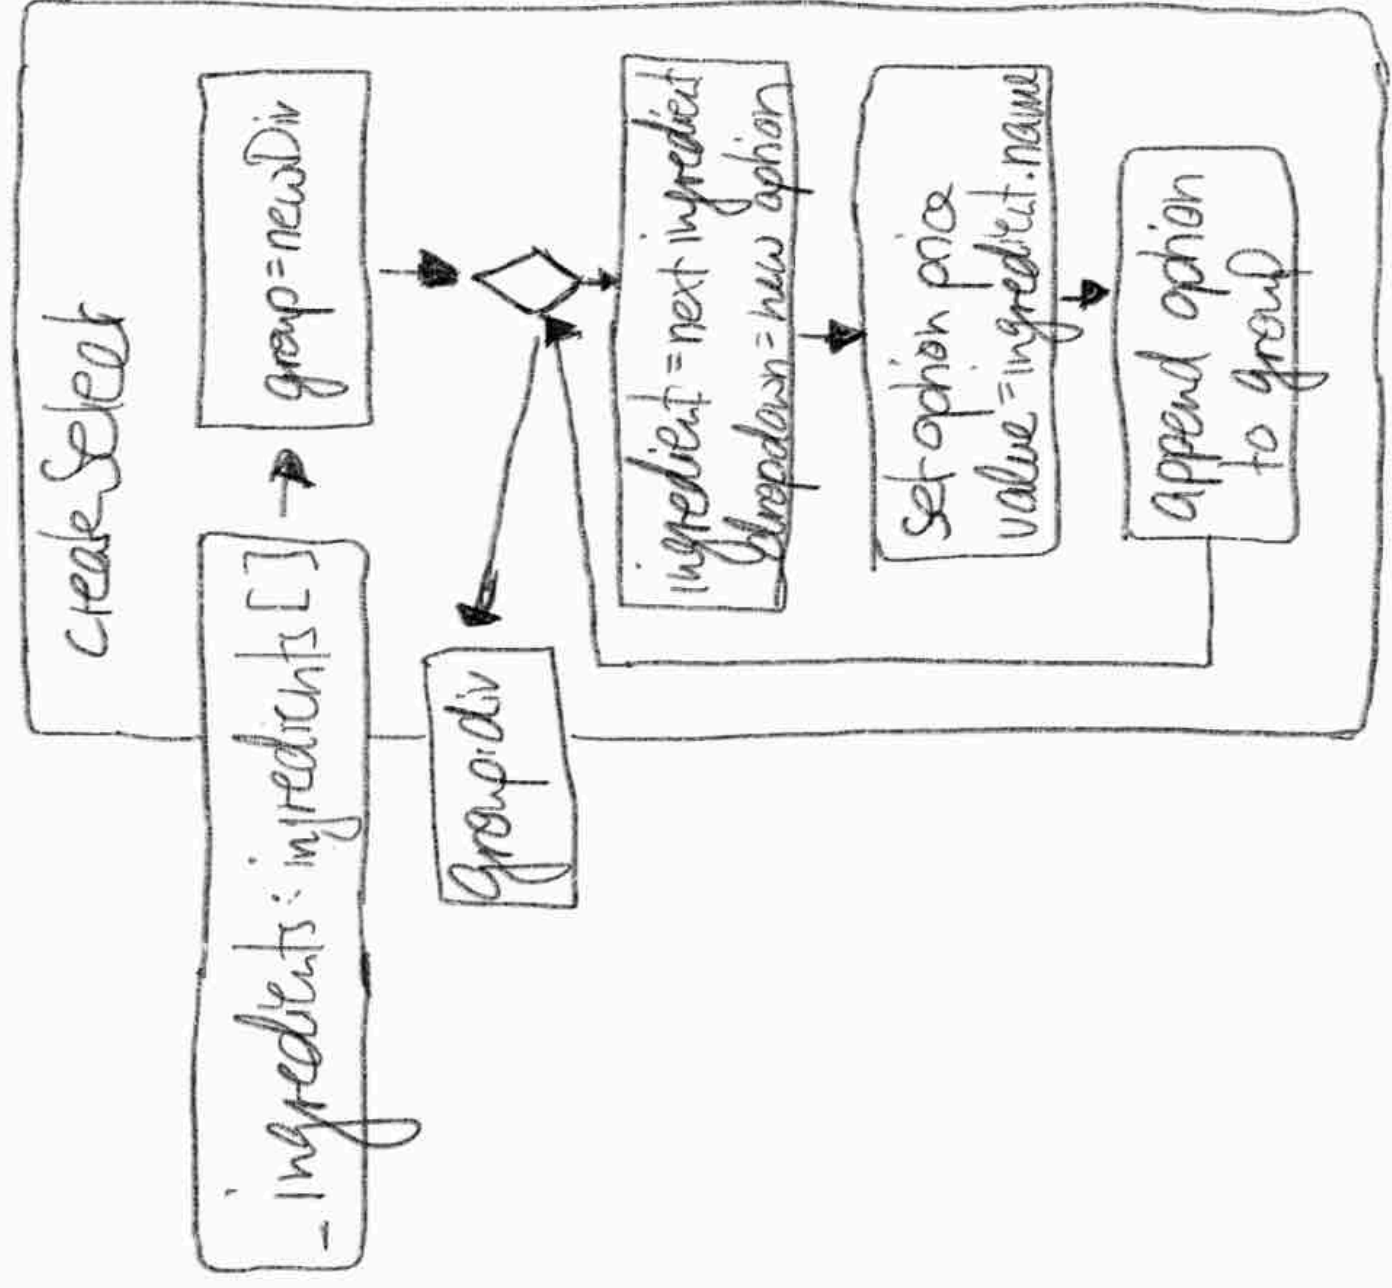 createSelect
_ingredients: ingredients[]
group=newDiv
group:div
ingredient=next ingredient
dropdown=new option
set option price
value=ingredient.name
append option
to group